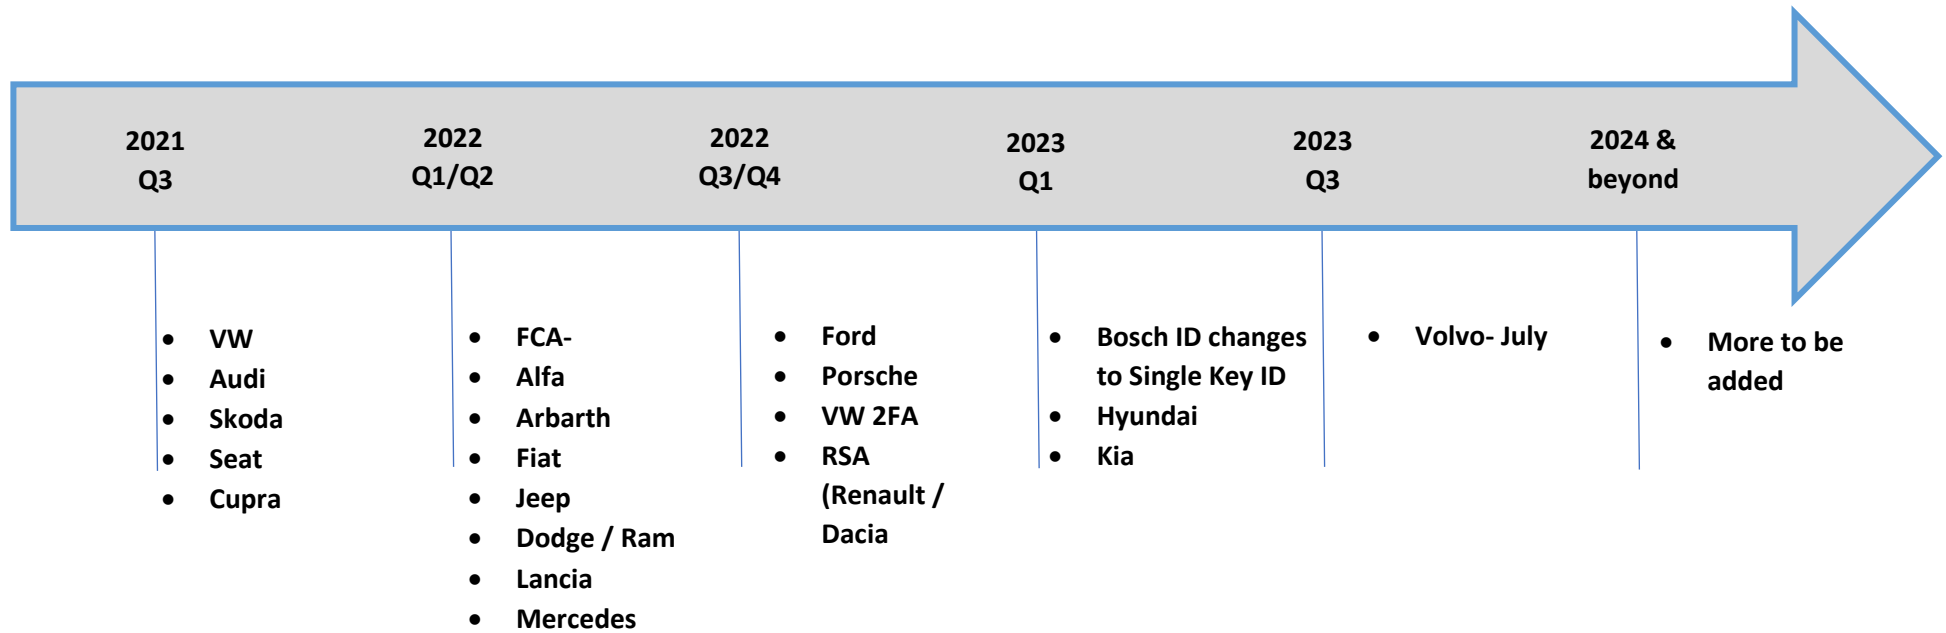 2021
Q3
2022
Q1/Q2
2022
Q3/Q4
2023
Q1
2023
Q3
2024 &
beyond
• VW
• Audi
• Skoda
• Seat
• Cupra
• FCA-
• Alfa
• Arbarth
• Fiat
• Jeep
• Dodge / Ram
• Lancia
• Mercedes
• Ford
• Porsche
• VW 2FA
• RSA
(Renault /
Dacia
• Bosch ID changes
to Single Key ID
• Hyundai
• Kia
• Volvo- July
• More to be
added